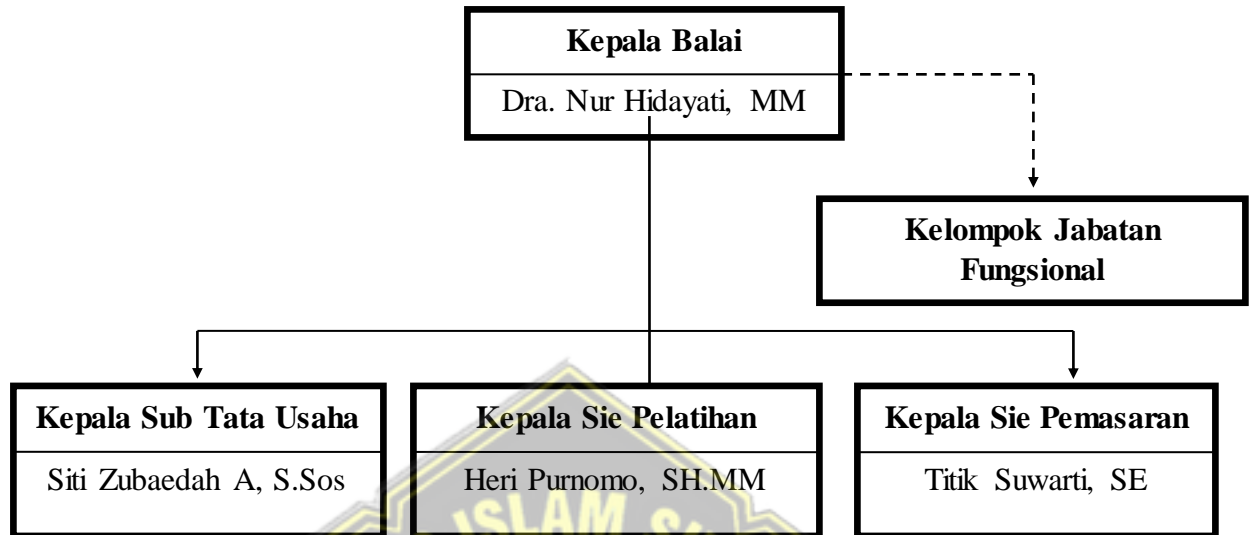 Kepala Balai
Dra. Nur Hidayati, MM
Kelompok Jabatan
Fungsional
Kepala Sub Tata Usaha
Siti Zubaedah A, S.Sos
Kepala Sie Pelatihan
Heri Purnomo, SH.MM
Kepala Sie Pemasaran
Titik Suwarti, SE
ISLAM